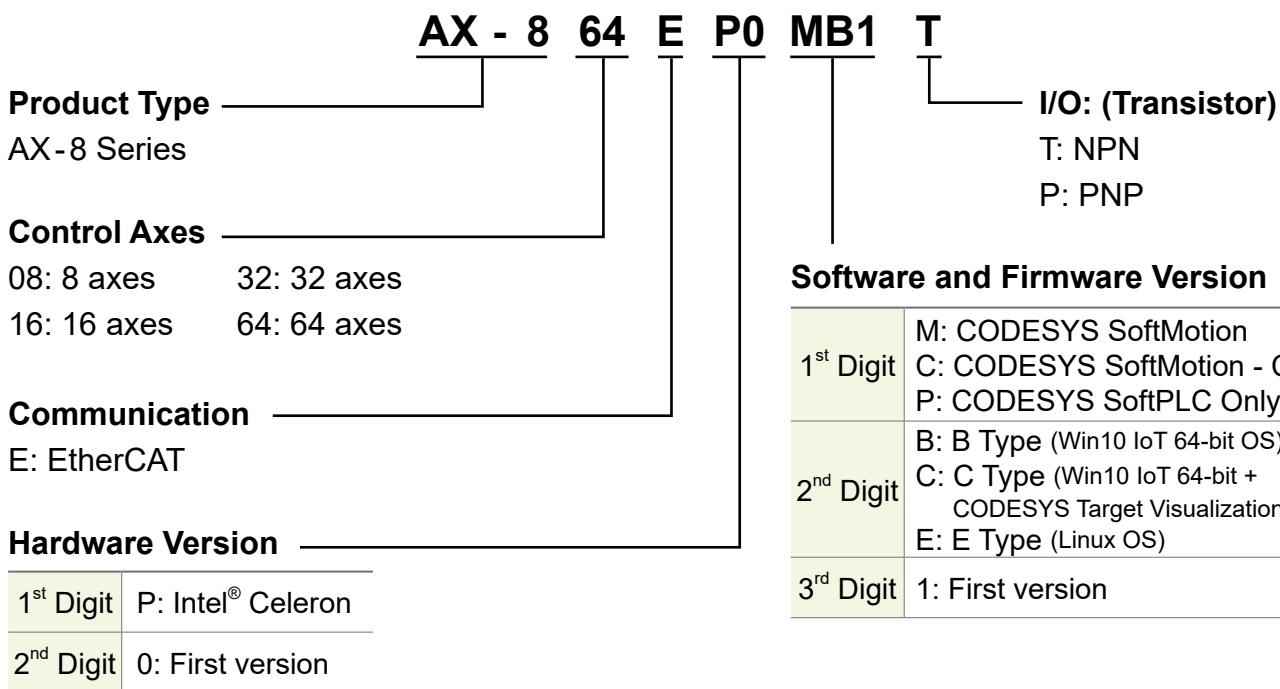 AX - 8 64 E P0 MB1 T
Product Type
AX-8 Series
Control Axes
08: 8 axes 32: 32 axes
16: 16 axes 64: 64 axes
Communication
E: EtherCAT
Hardware Version
1st Digit P: Intel® Celeron
2nd Digit 0: First version
I/O: (Transistor)
T: NPN
P: PNP
Software and Firmware Version
1st Digit
M: CODESYS SoftMotion
C: CODESYS SoftMotion -
P: CODESYS SoftPLC Only
2nd Digit
B: B Type (Win10 IoT 64-bit OS)
C: C Type (Win10 IoT 64-bit +
CODESYS Target Visualization
E: E Type (Linux OS)
3rd Digit 1: First version